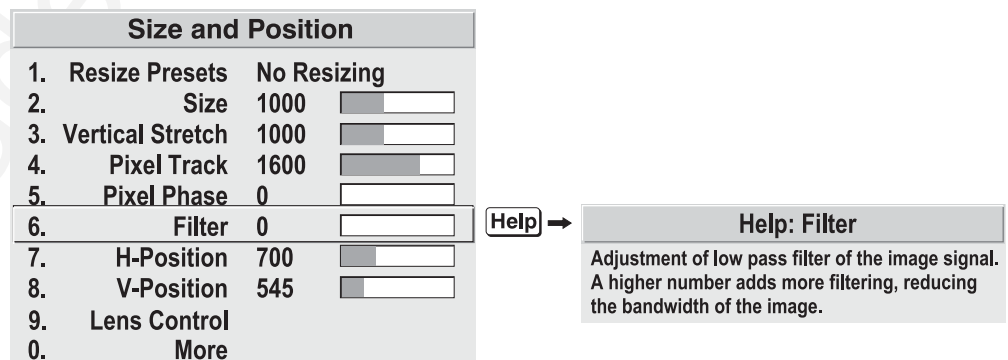 Size and Position
1. Resize Presets No Resizing
2. Size 1000
3. Vertical Stretch 1000
4. Pixel Track 1600
5. Pixel Phase 0
6. Filter 0
7. H-Position 700
8. V-Position 545
9. Lens Control
0. More
Help
Help: Filter
Adjustment of low pass filter of the image signal.
A higher number adds more filtering, reducing
the bandwidth of the image.